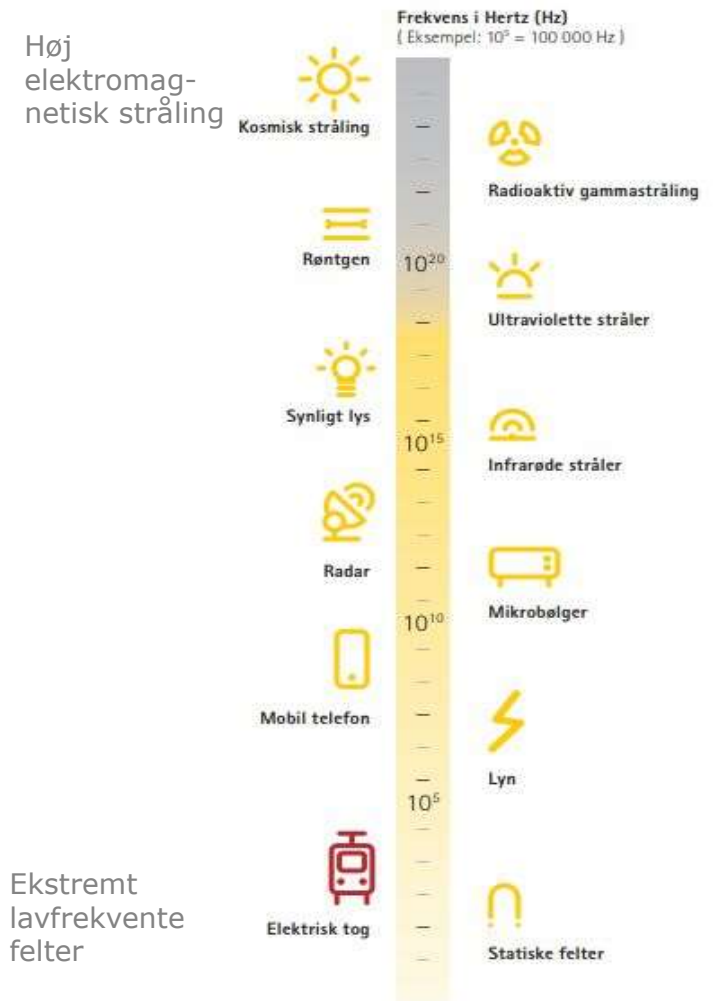 Frekvens i Hertz (Hz)
( Eksempel: 10⁵ = 100 000 Hz )
Høj
elektromag-
netisk stråling
Kosmisk stråling
Radioaktiv gammastråling
Røntgen
10²⁰
Ultraviolette stråler
Synligt lys
10¹⁵
Infrarøde stråler
Radar
Mikrobølger
10¹⁰
Mobil telefon
Lyn
10⁵
Ekstremt
lavfrekvente
felter
Elektrisk tog
Statiske felter